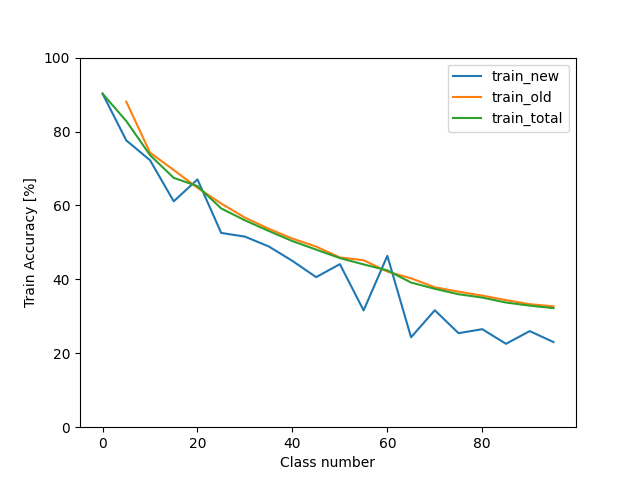 train_new
train_old
train_total
100
80
60
40
20
0
Train Accuracy [%]
0 20 40 60 80
Class number